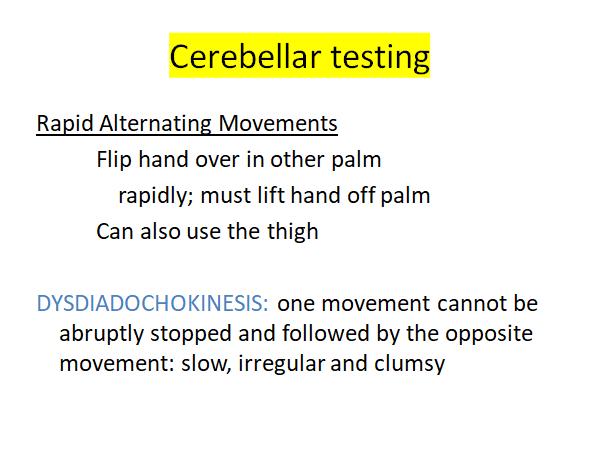 Cerebellar testing
Rapid Alternating Movements
Flip hand over in other palm
rapidly; must lift hand off palm
Can also use the thigh
DYSDIADOCHOKINESIS: one movement cannot be
abruptly stopped and followed by the opposite
movement: slow, irregular and clumsy